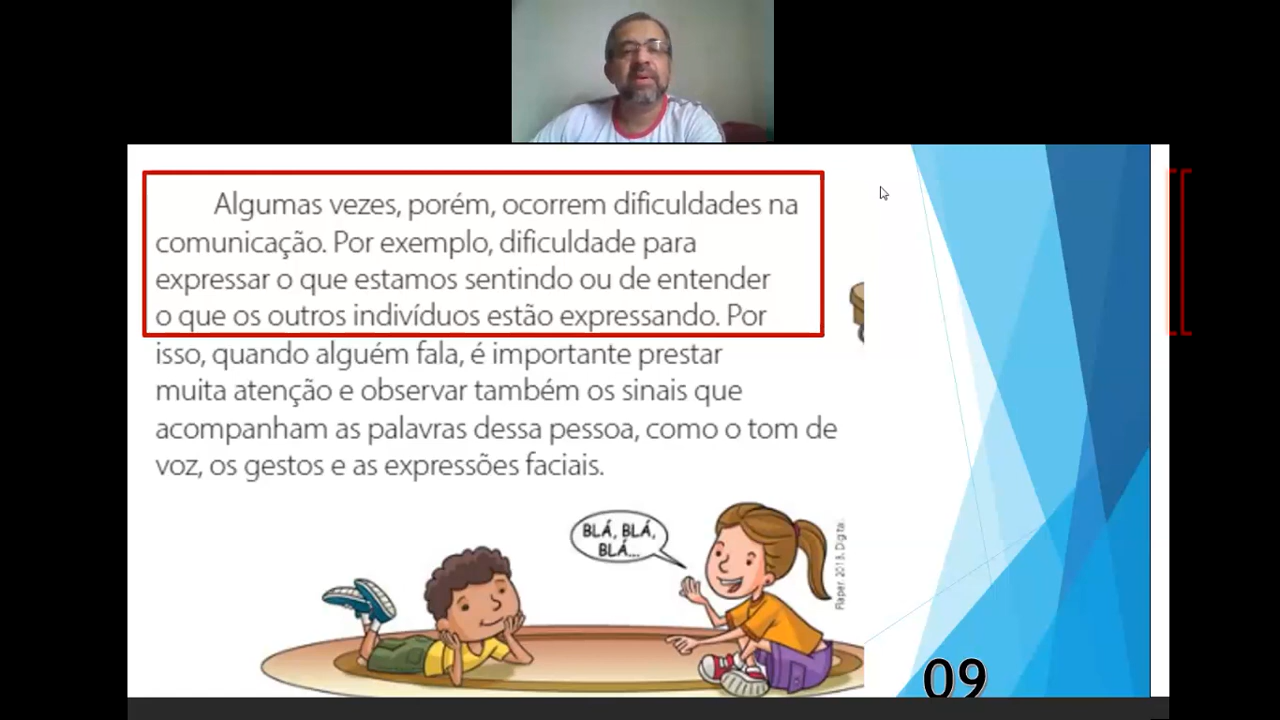 Algumas vezes, porém, ocorrem dificuldades na
comunicação. Por exemplo, dificuldade para
expressar o que estamos sentindo ou de entender
o que os outros indivíduos estão expressando. Por
isso, quando alguém fala, é importante prestar
muita atenção e observar também os sinais que
acompanham as palavras dessa pessoa, como o tom de
voz, os gestos e as expressões faciais.
BLÁ, BLÁ,
BLÁ...
2013. Digital.
09